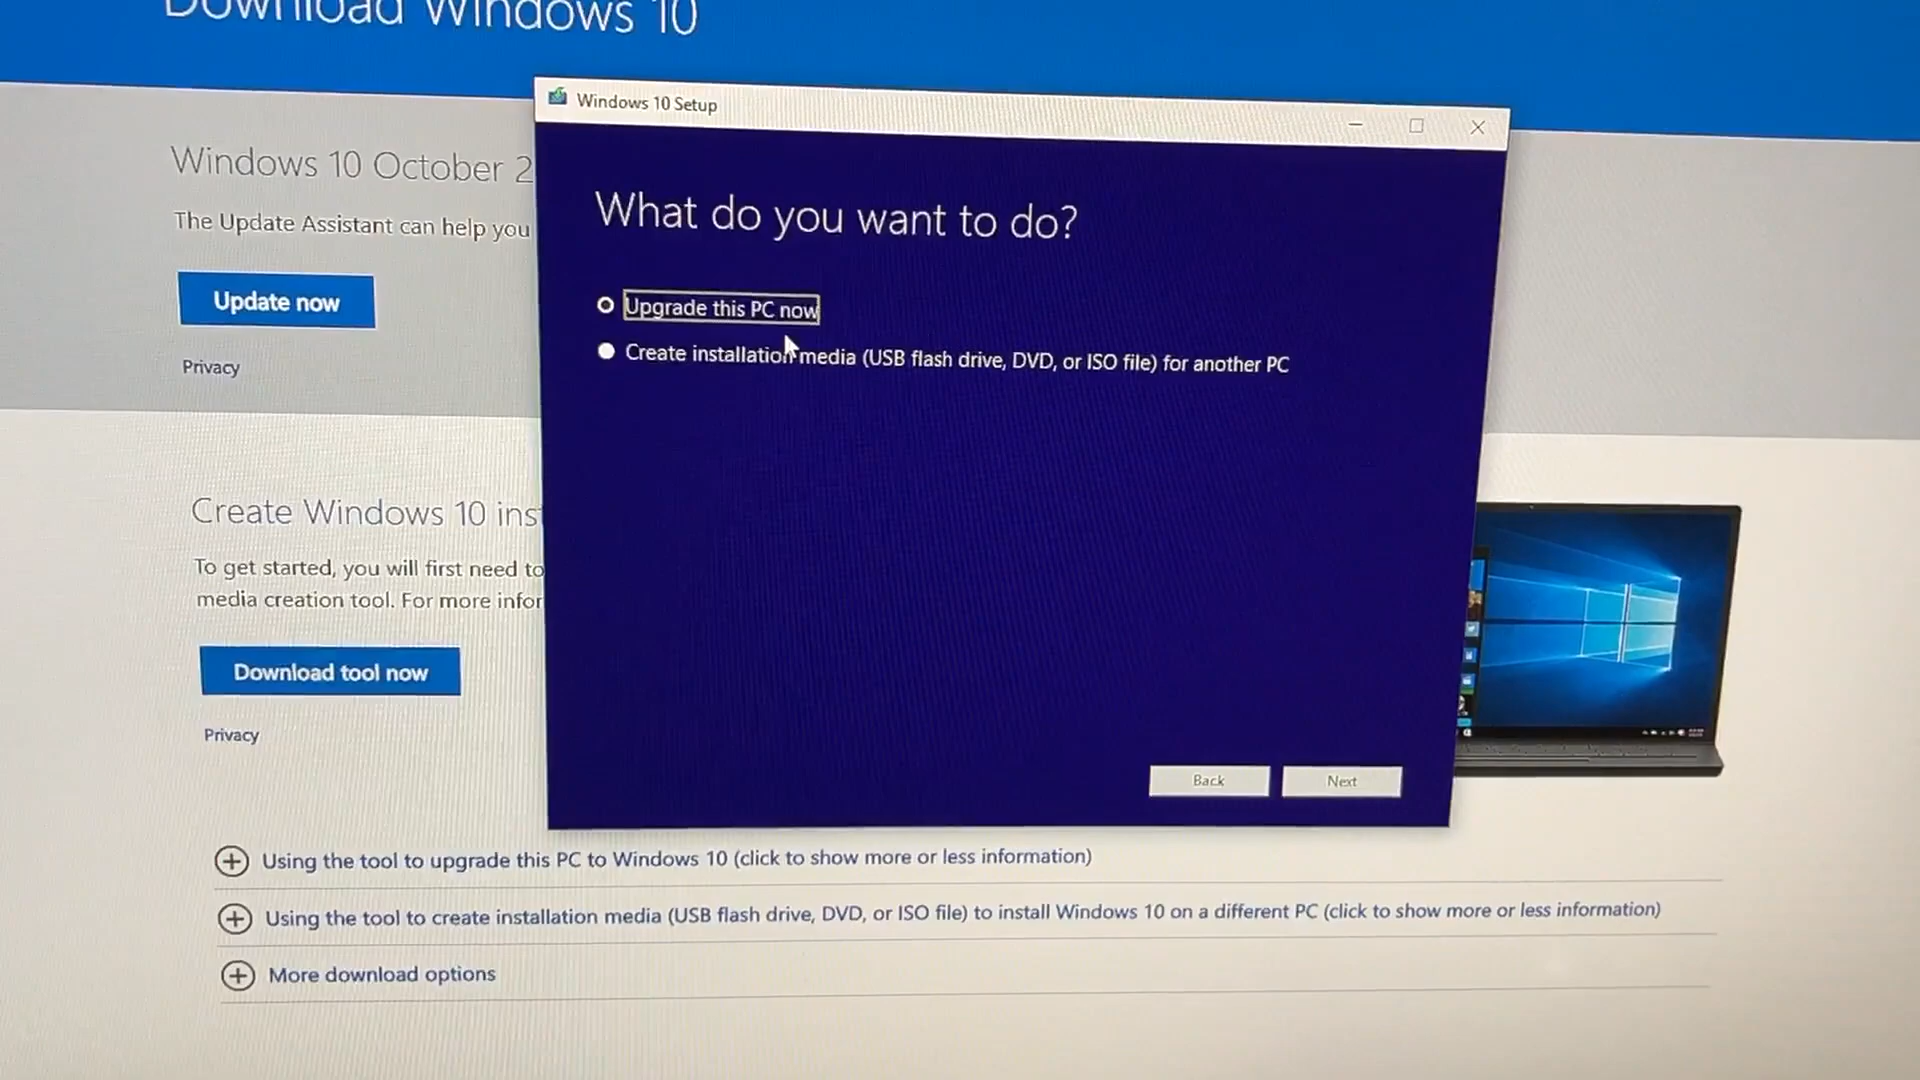 Download Windows 10
Windows 10 Setup
Windows 10 October 2
The Update Assistant can help you
Update now
Privacy
What do you want to do?
Upgrade this PC now
Create installation media (USB flash drive, DVD, or ISO file) for another PC
Create Windows 10 inst
To get started, you will first need to
media creation tool. For more infor
Download tool now
Privacy
Back
Next
Using the tool to upgrade this PC to Windows 10 (click to show more or less information)
Using the tool to create installation media (USB flash drive, DVD, or ISO file) to install Windows 10 on a different PC (click to show more or less information)
More download options